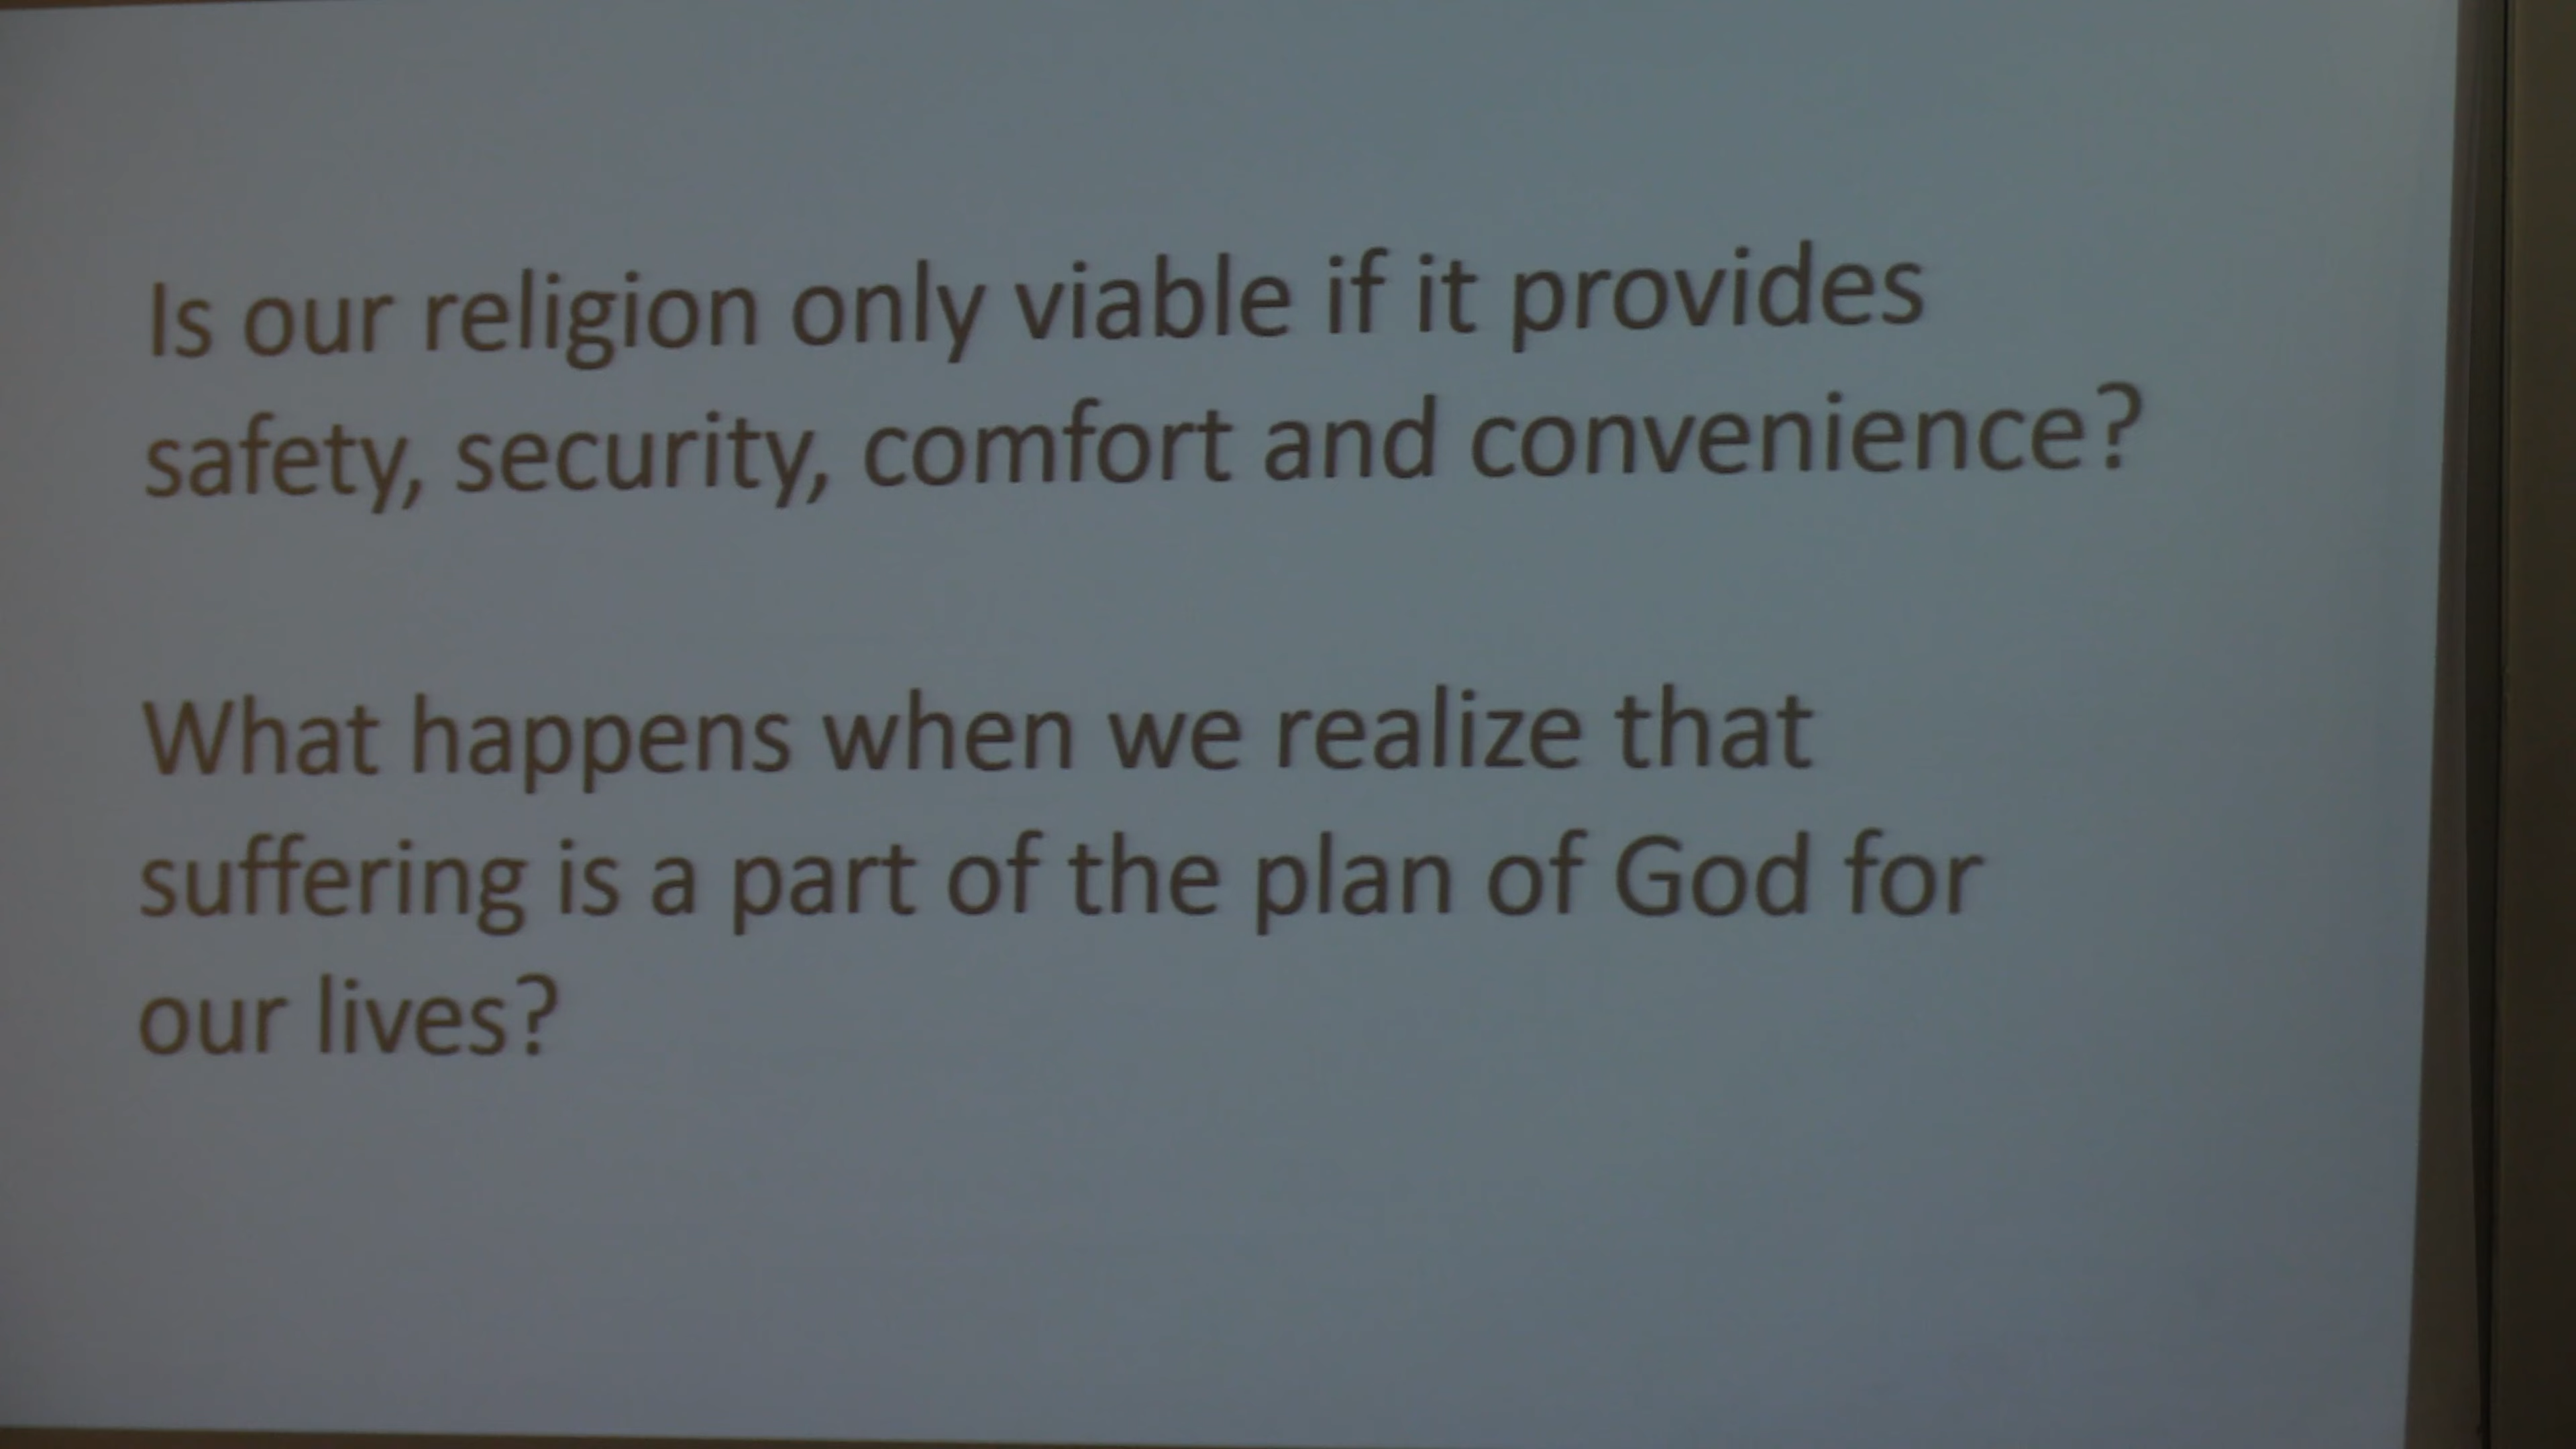 Is our religion only viable if it provides
safety, security, comfort and convenience?
What happens when we realize that
suffering is a part of the plan of God for
our lives?